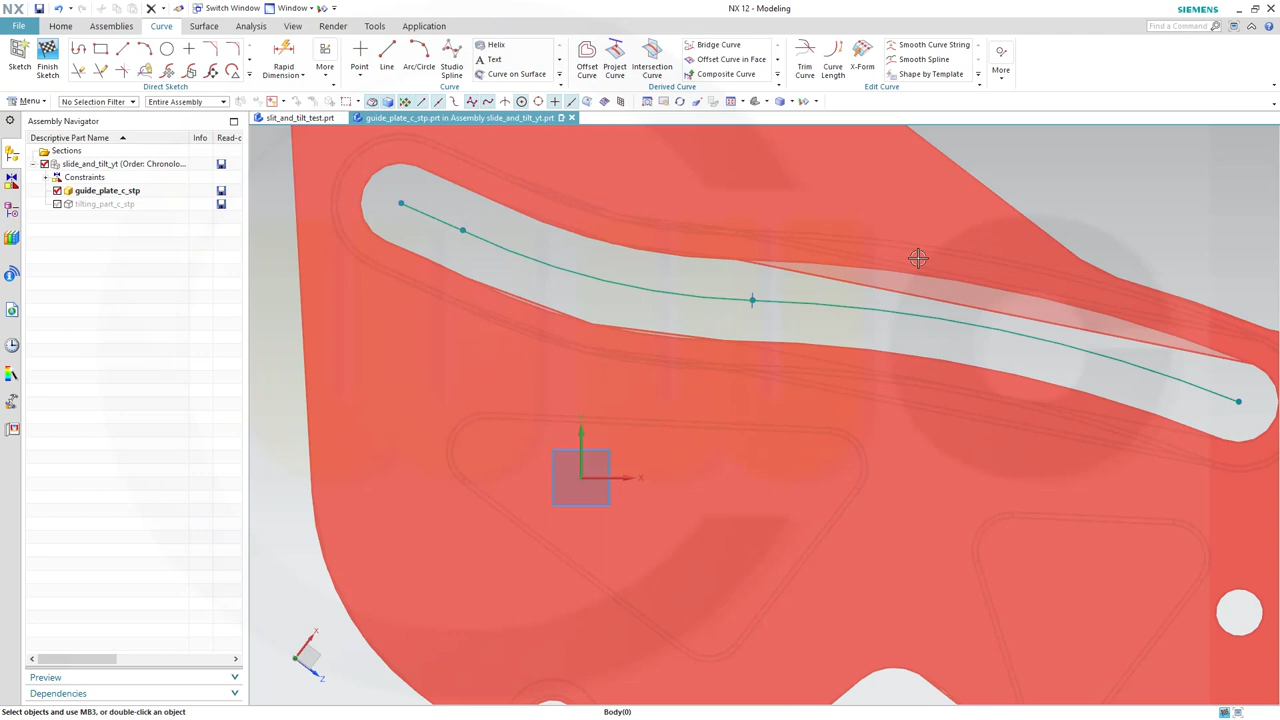 NX
Switch Window
Window
NX 12 - Modeling
SIEMENS
File
Home
Assemblies
Curve
Surface
Analysis
View
Render
Tools
Application
Find a Command
Sketch
Finish Sketch
Rapid Dimension
More
Point
Line
Arc/Circle
Studio Spline
Helix
Text
Curve on Surface
Offset Curve
Project Curve
Intersection Curve
Bridge Curve
Offset Curve in Face
Composite Curve
Trim Curve
Curve Length
X-Form
Smooth Curve String
Smooth Spline
Shape by Template
More
Direct Sketch
Curve
Derived Curve
Edit Curve
Menu
No Selection Filter
Entire Assembly
Assembly Navigator
slit_and_tilt_test.prt
guide_plate_c_stp.prt in Assembly slide_and_tilt_yt.prt
Descriptive Part Name
Info
Read-c
Sections
slide_and_tilt_yt (Order: Chronolo...
Constraints
guide_plate_c_stp
tilting_part_c_stp
X
X
Z
Preview
Dependencies
Select objects and use MB3, or double-click an object
Body(0)